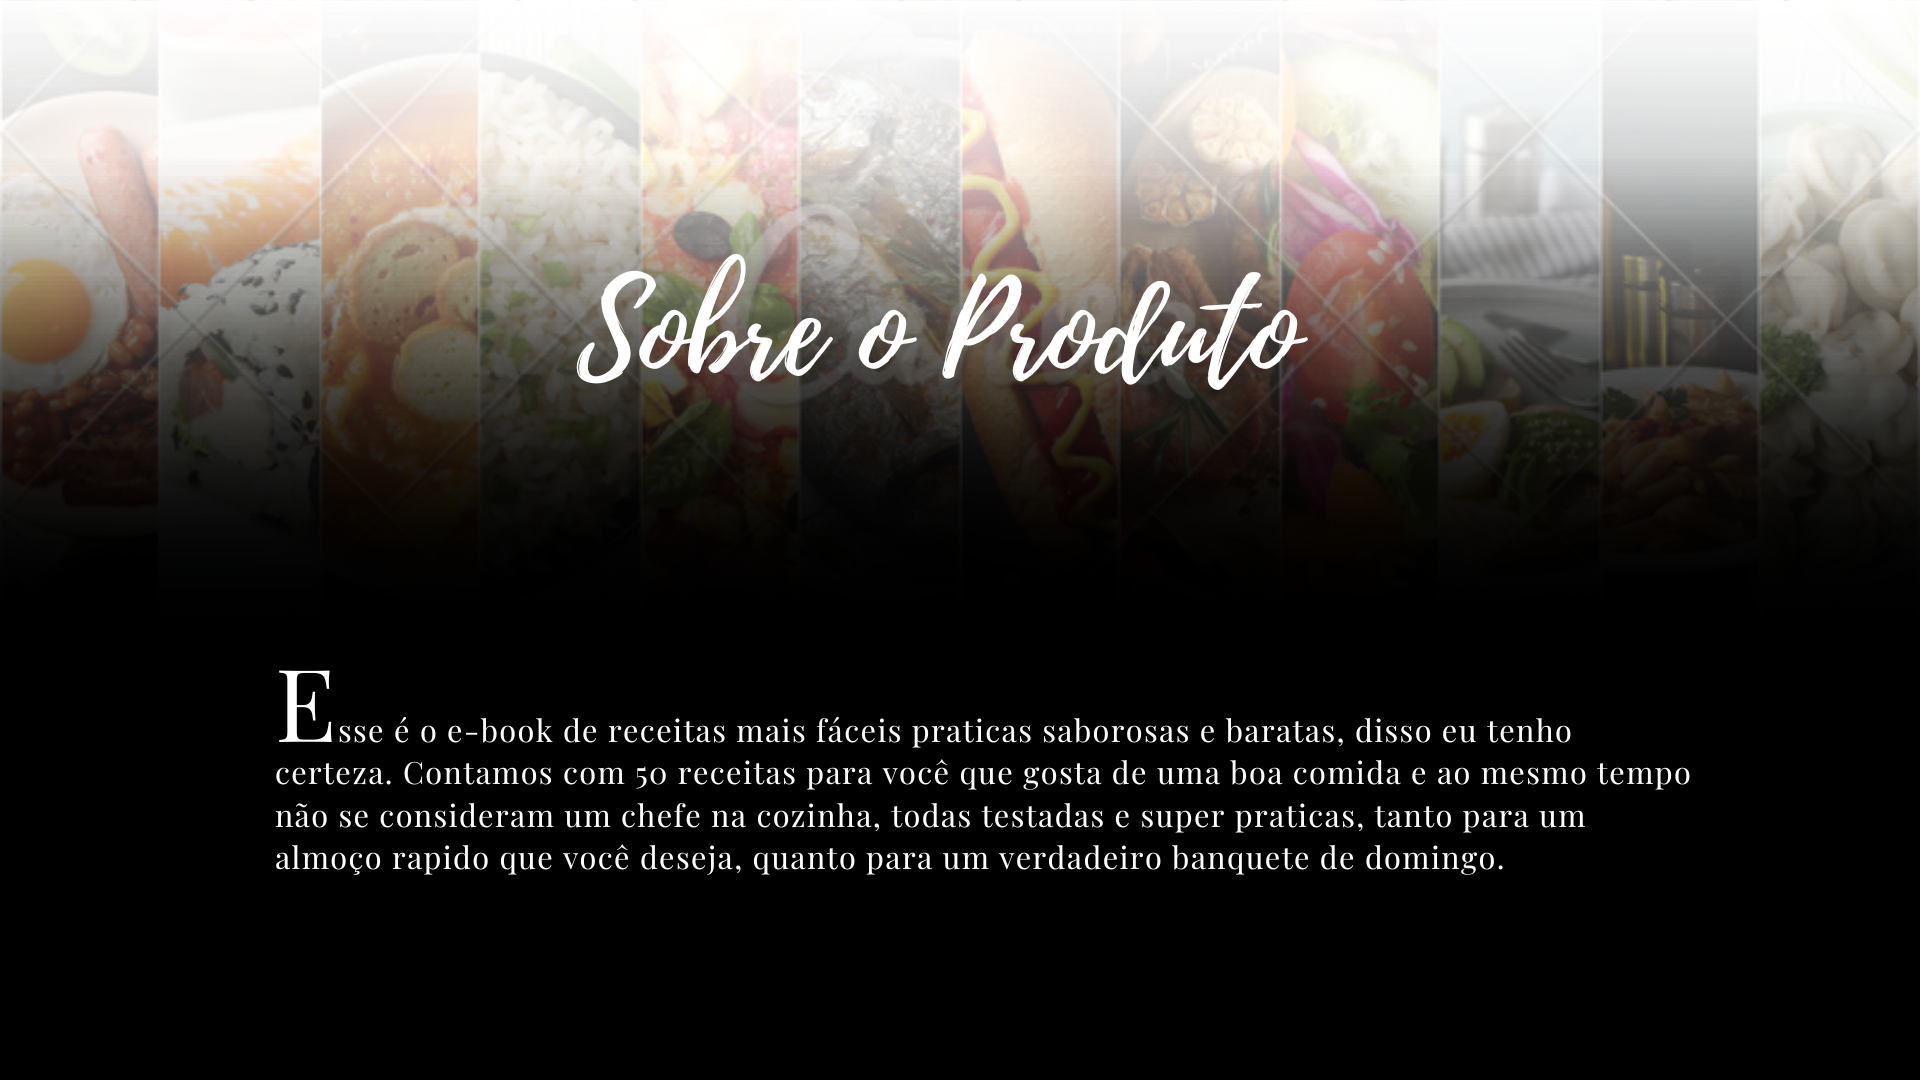 Sobre o Produto
Esse é o e-book de receitas mais fáceis praticas saborosas e baratas, disso eu tenho
certeza. Contamos com 50 receitas para você que gosta de uma boa comida e ao mesmo tempo
não se consideram um chefe na cozinha, todas testadas e super praticas, tanto para um
almoço rapido que você deseja, quanto para um verdadeiro banquete de domingo.